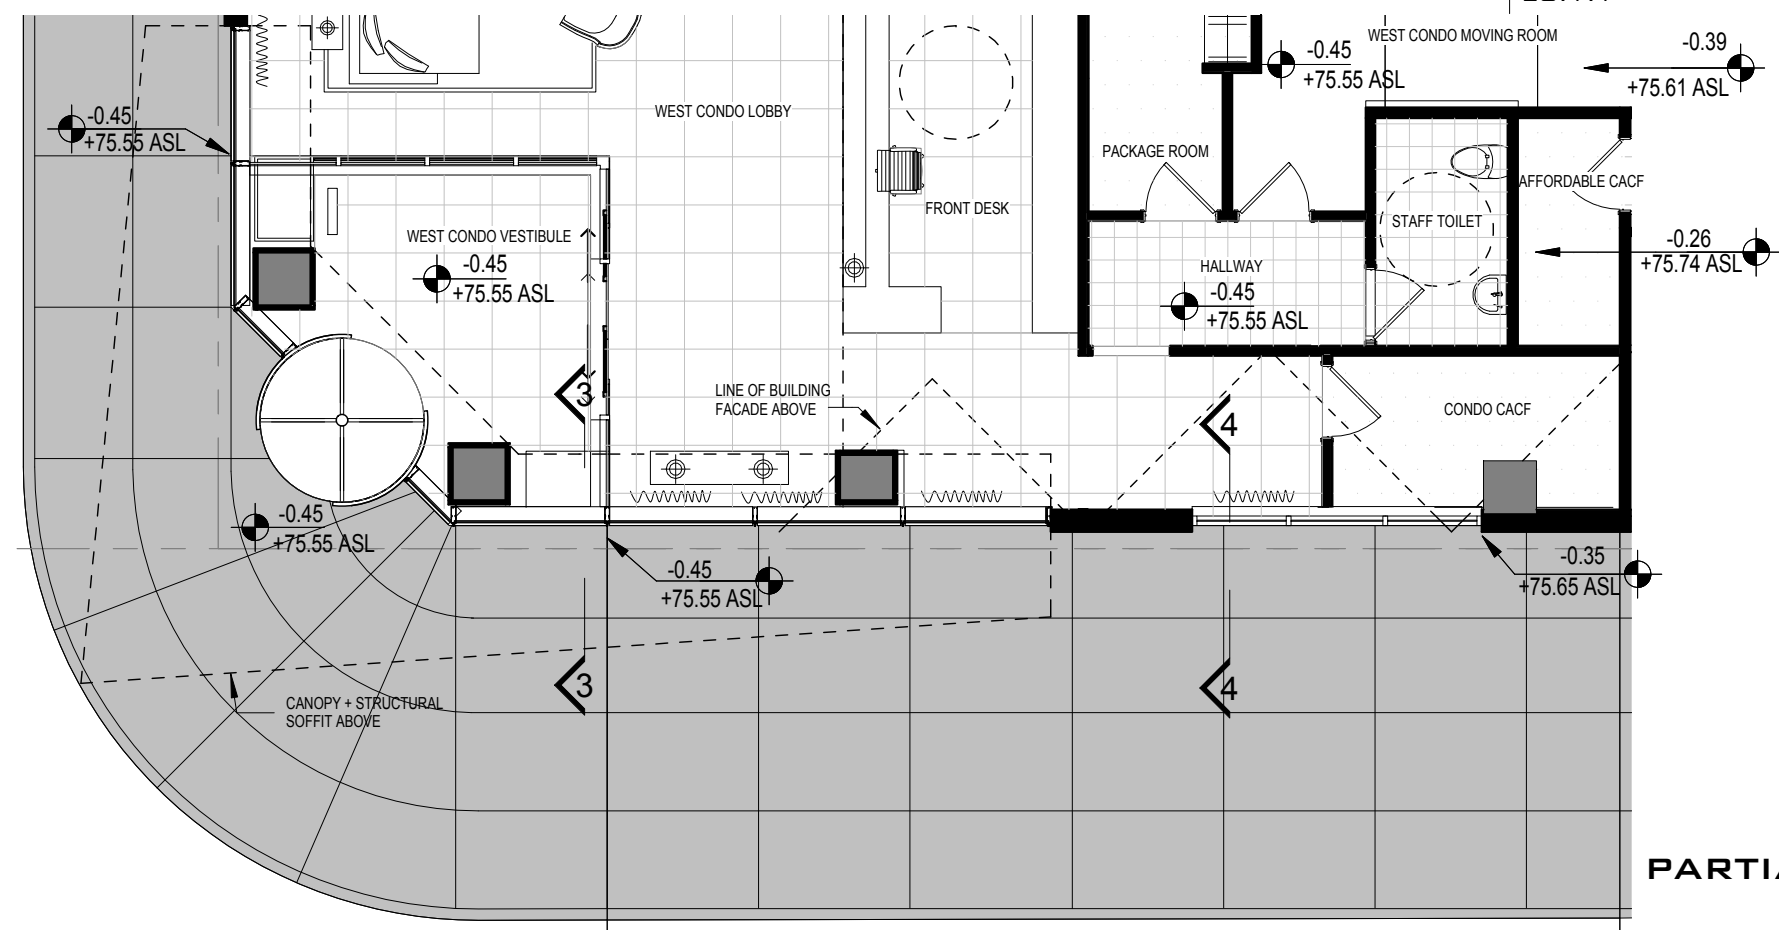 WEST CONDO MOVING ROOM
-0.39
+75.61 ASL
-0.45
+75.55 ASL
-0.45
+75.55 ASL
WEST CONDO LOBBY
PACKAGE ROOM
AFFORDABLE CACF
FRONT DESK
STAFF TOILET
WEST CONDO VESTIBULE
-0.45
+75.55 ASL
-0.26
+75.74 ASL
HALLWAY
-0.45
+75.55 ASL
3
LINE OF BUILDING
FACADE ABOVE
4
CONDO CACF
-0.45
+75.55 ASL
-0.45
+75.55 ASL
-0.35
+75.65 ASL
3
4
CANOPY + STRUCTURAL
SOFFIT ABOVE
PARTIA